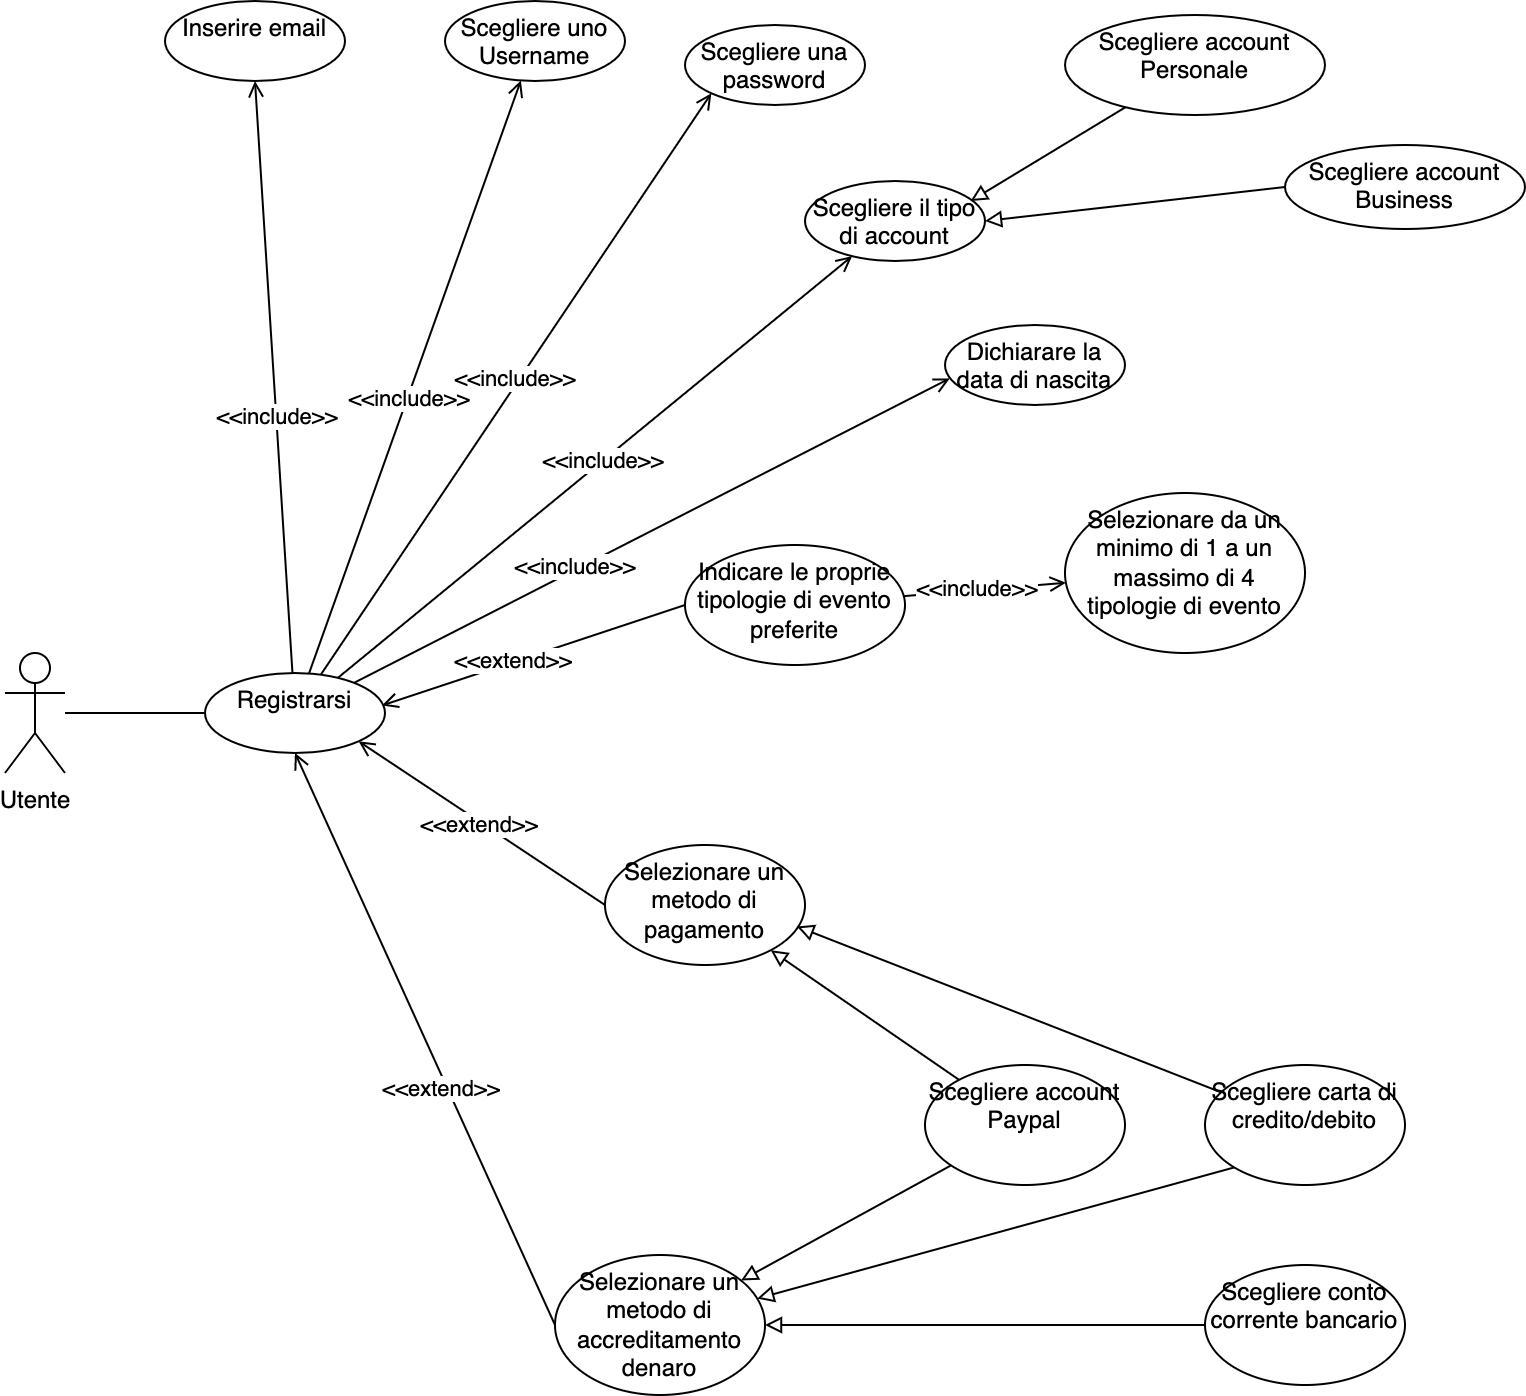 Inserire email
Scegliere uno
Username
Scegliere una
password
Scegliere account
Personale
Scegliere account
Business
Scegliere il tipo
di account
Dichiarare la
data di nascita
<<include>>
<<include>>
<<include>>
<<include>>
<<include>>
Selezionare da un
minimo di 1 a un
massimo di 4
tipologie di evento
Indicare le proprie
tipologie di evento
preferite
<<include>>
<<extend>>
Registrarsi
Utente
<<extend>>
Selezionare un
metodo di
pagamento
<<extend>>
Scegliere account
Paypal
Scegliere carta di
credito/debito
Selezionare un
metodo di
accreditamento
denaro
Scegliere conto
corrente bancario